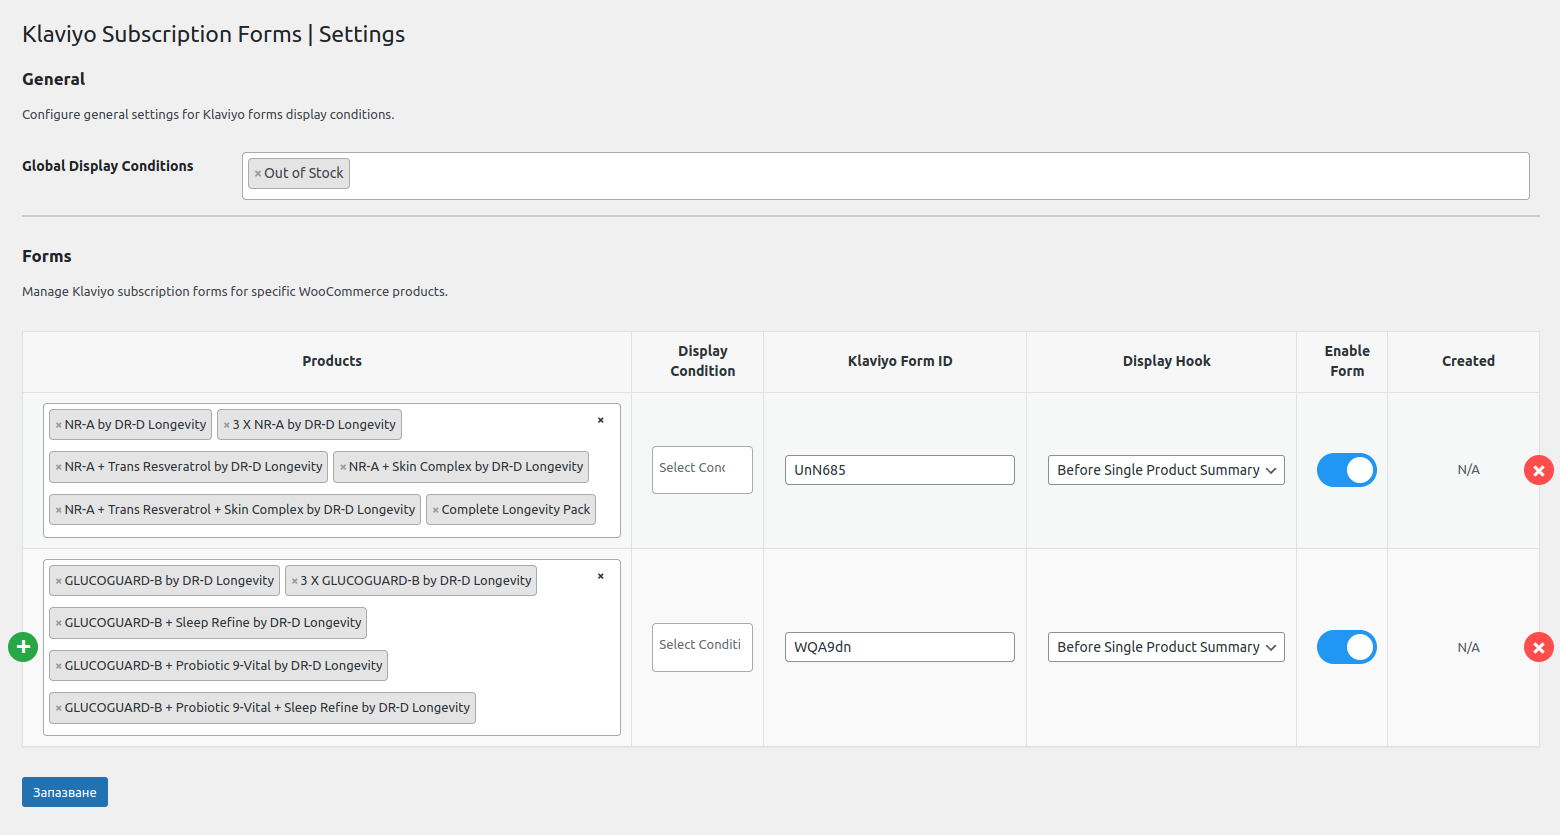 Klaviyo Subscription Forms | Settings
General
Configure general settings for Klaviyo forms display conditions.
Global Display Conditions
× Out of Stock
Forms
Manage Klaviyo subscription forms for specific WooCommerce products.
Products
Display
Condition
Klaviyo Form ID
Display Hook
Enable
Form
Created
× NR-A by DR-D Longevity × 3 X NR-A by DR-D Longevity ×
× NR-A + Trans Resveratrol by DR-D Longevity × NR-A + Skin Complex by DR-D Longevity
× NR-A + Trans Resveratrol + Skin Complex by DR-D Longevity × Complete Longevity Pack
Select Conc
UnN685
Before Single Product Summary
N/A
× GLUCOGUARD-B by DR-D Longevity × 3 X GLUCOGUARD-B by DR-D Longevity ×
× GLUCOGUARD-B + Sleep Refine by DR-D Longevity
× GLUCOGUARD-B + Probiotic 9-Vital by DR-D Longevity
× GLUCOGUARD-B + Probiotic 9-Vital + Sleep Refine by DR-D Longevity
Select Conditi
WQA9dn
Before Single Product Summary
N/A
Запазване